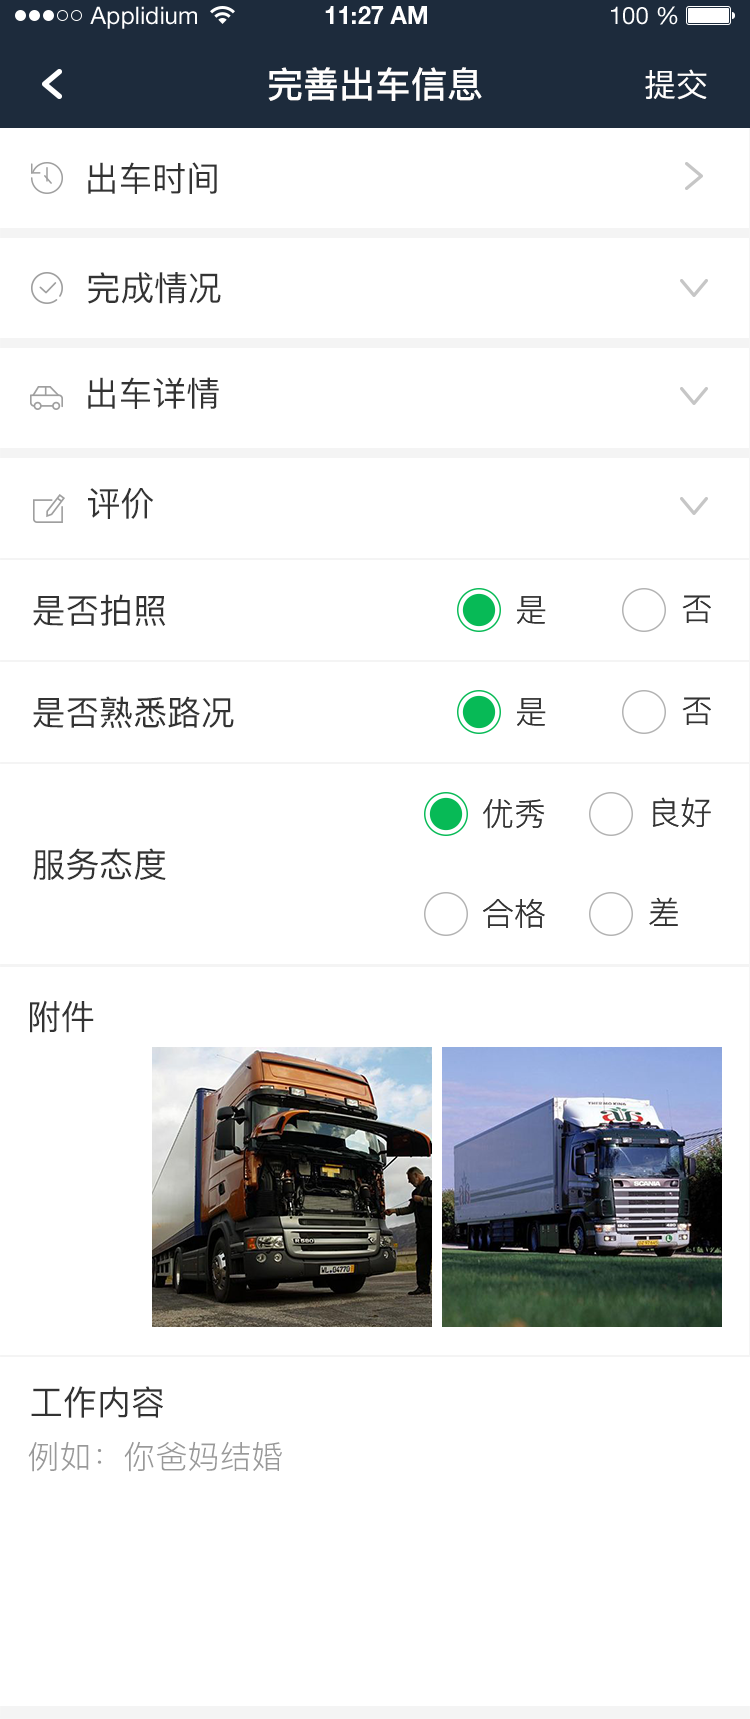 Applidium 11:27 AM 100 %
完善出车信息 提交
出车时间
完成情况
出车详情
评价
是否拍照 是 否
是否熟悉路况 是 否
优秀 良好
服务态度
合格 差
附件
SCANIA
工作内容
例如：你爸妈结婚